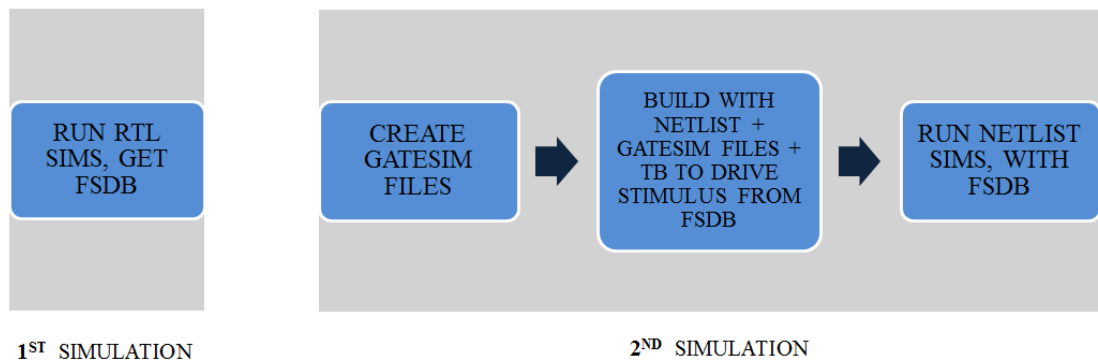 RUN RTL
SIMS, GET
FSDB
CREATE
GATESIM
FILES
BUILD WITH
NETLIST +
GATESIM FILES +
TB TO DRIVE
STIMULUS FROM
FSDB
RUN NETLIST
SIMS, WITH
FSDB
1ST SIMULATION
2ND SIMULATION